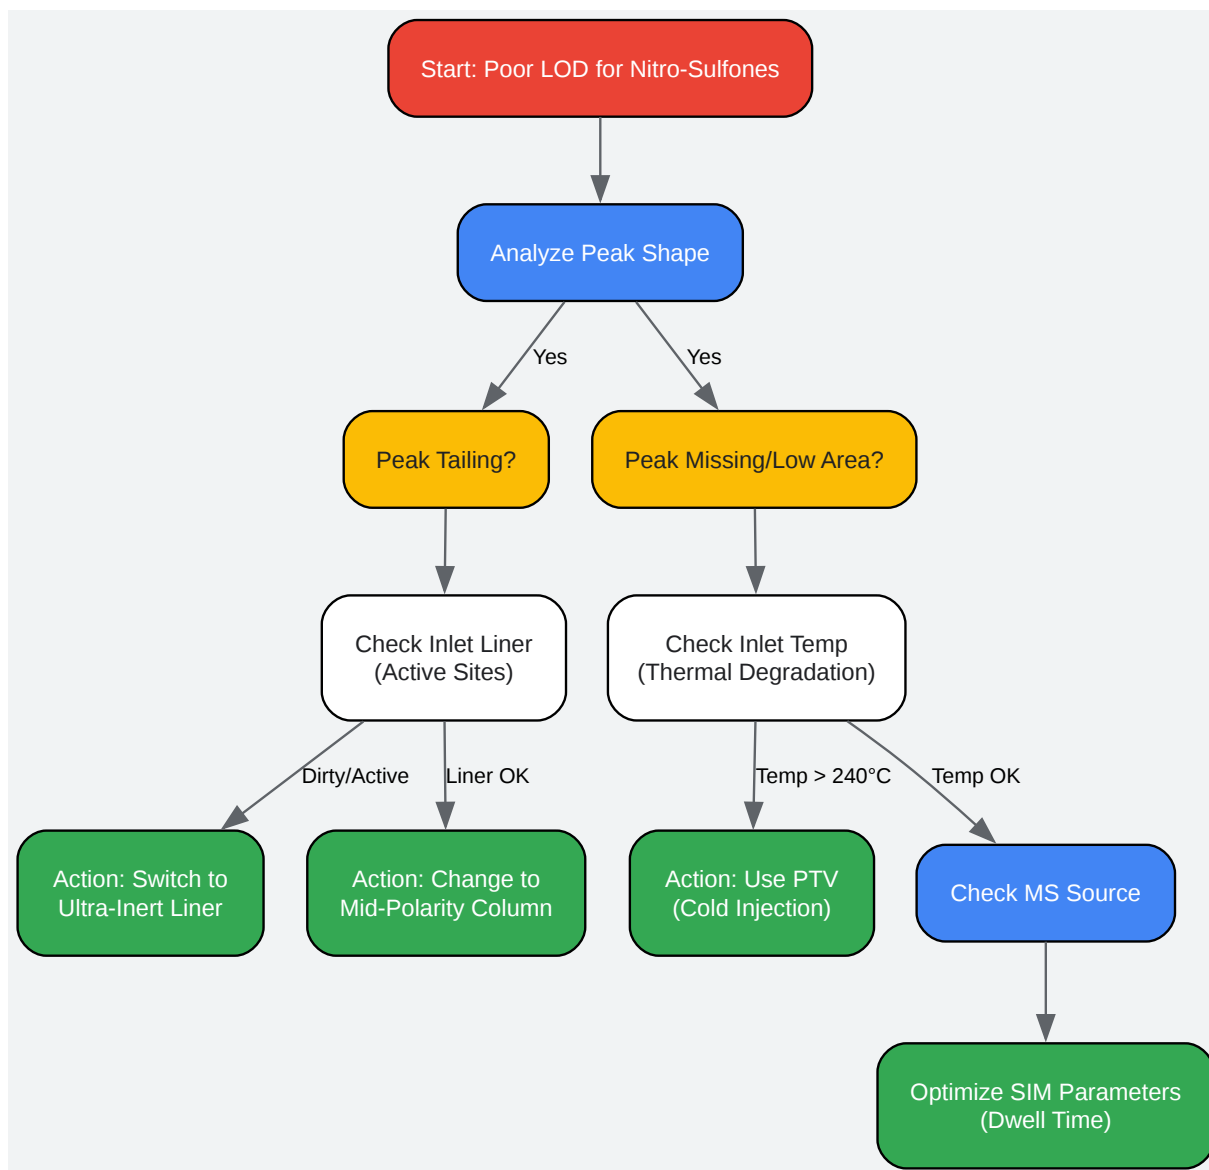 Start: Poor LOD for Nitro-Sulfones
Analyze Peak Shape
Yes
Yes
Peak Tailing?
Peak Missing/Low Area?
Check Inlet Liner
(Active Sites)
Check Inlet Temp
(Thermal Degradation)
Dirty/Active
Liner OK
Temp > 240°C
Temp OK
Action: Switch to
Ultra-Inert Liner
Action: Change to
Mid-Polarity Column
Action: Use PTV
(Cold Injection)
Check MS Source
Optimize SIM Parameters
(Dwell Time)